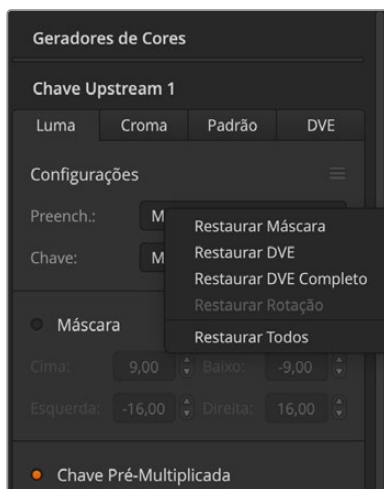 Geradores de Cores
Chave Upstream 1
Luma Croma Padrão DVE
Configurações
Preench.: M
Chave: M
Restaurar Máscara
Restaurar DVE
Restaurar DVE Completo
Restaurar Rotação
Restaurar Todos
Máscara
Cima: 9,00 Baixo: -9,00
Esquerda: -16,00 Direita: 16,00
Chave Pré-Multiplicada